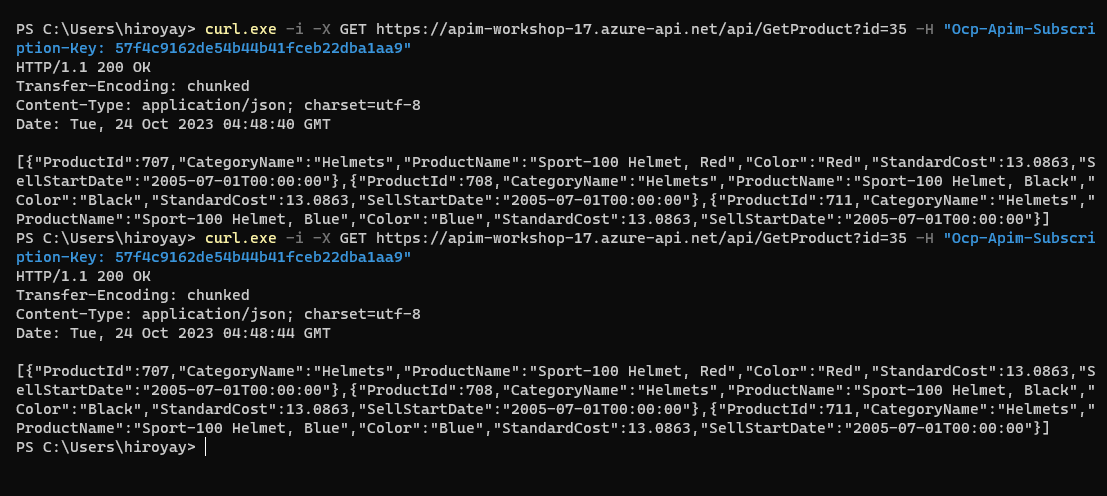 PS C:\Users\hiroyay> curl.exe -i -X GET https://apim-workshop-17.azure-api.net/api/GetProduct?id=35 -H "Ocp-Apim-Subscri
ption-Key: 57f4c9162de54b44b41fceb22dba1aa9"
HTTP/1.1 200 OK
Transfer-Encoding: chunked
Content-Type: application/json; charset=utf-8
Date: Tue, 24 Oct 2023 04:48:40 GMT

[{"ProductId":707,"CategoryName":"Helmets","ProductName":"Sport-100 Helmet, Red","Color":"Red","StandardCost":13.0863,"S
ellStartDate":"2005-07-01T00:00:00"},{"ProductId":708,"CategoryName":"Helmets","ProductName":"Sport-100 Helmet, Black","
Color":"Black","StandardCost":13.0863,"SellStartDate":"2005-07-01T00:00:00"},{"ProductId":711,"CategoryName":"Helmets","
ProductName":"Sport-100 Helmet, Blue","Color":"Blue","StandardCost":13.0863,"SellStartDate":"2005-07-01T00:00:00"}]
PS C:\Users\hiroyay> curl.exe -i -X GET https://apim-workshop-17.azure-api.net/api/GetProduct?id=35 -H "Ocp-Apim-Subscri
ption-Key: 57f4c9162de54b44b41fceb22dba1aa9"
HTTP/1.1 200 OK
Transfer-Encoding: chunked
Content-Type: application/json; charset=utf-8
Date: Tue, 24 Oct 2023 04:48:44 GMT

[{"ProductId":707,"CategoryName":"Helmets","ProductName":"Sport-100 Helmet, Red","Color":"Red","StandardCost":13.0863,"S
ellStartDate":"2005-07-01T00:00:00"},{"ProductId":708,"CategoryName":"Helmets","ProductName":"Sport-100 Helmet, Black","
Color":"Black","StandardCost":13.0863,"SellStartDate":"2005-07-01T00:00:00"},{"ProductId":711,"CategoryName":"Helmets","
ProductName":"Sport-100 Helmet, Blue","Color":"Blue","StandardCost":13.0863,"SellStartDate":"2005-07-01T00:00:00"}]
PS C:\Users\hiroyay>